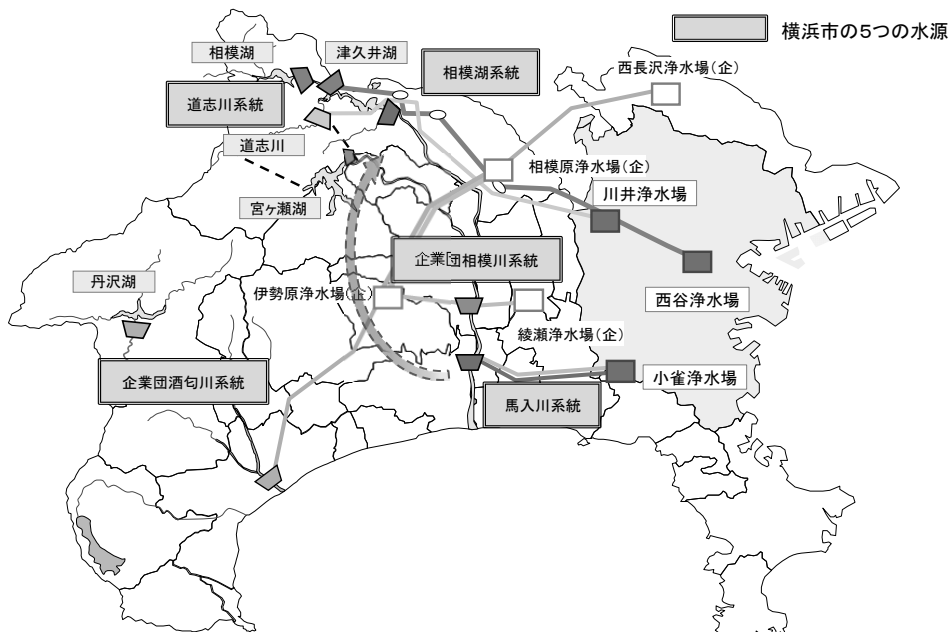 横浜市の5つの水源
相模湖
津久井湖
相模湖系統
西長沢浄水場(企)
道志川系統
道志川
相模原浄水場(企)
川井浄水場
宮ヶ瀬湖
企業団相模川系統
丹沢湖
伊勢原浄水場(企)
西谷浄水場
綾瀬浄水場(企)
企業団酒匂川系統
小雀浄水場
馬入川系統